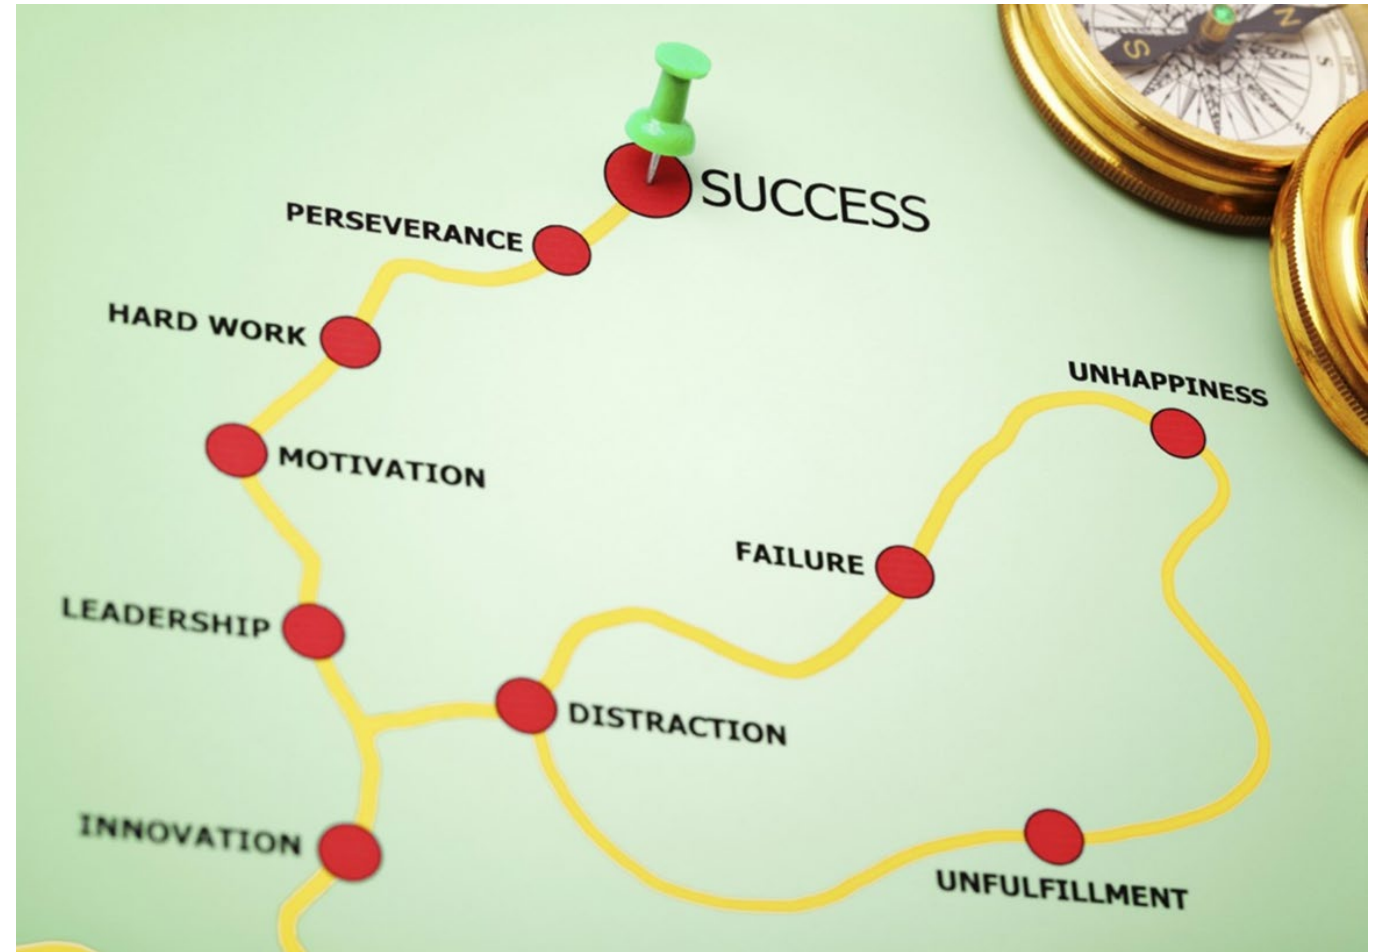 SUCCESS
PERSEVERANCE
HARD WORK
UNHAPPINESS
MOTIVATION
FAILURE
LEADERSHIP
DISTRACTION
INNOVATION
UNFULFILLMENT
N
S
S